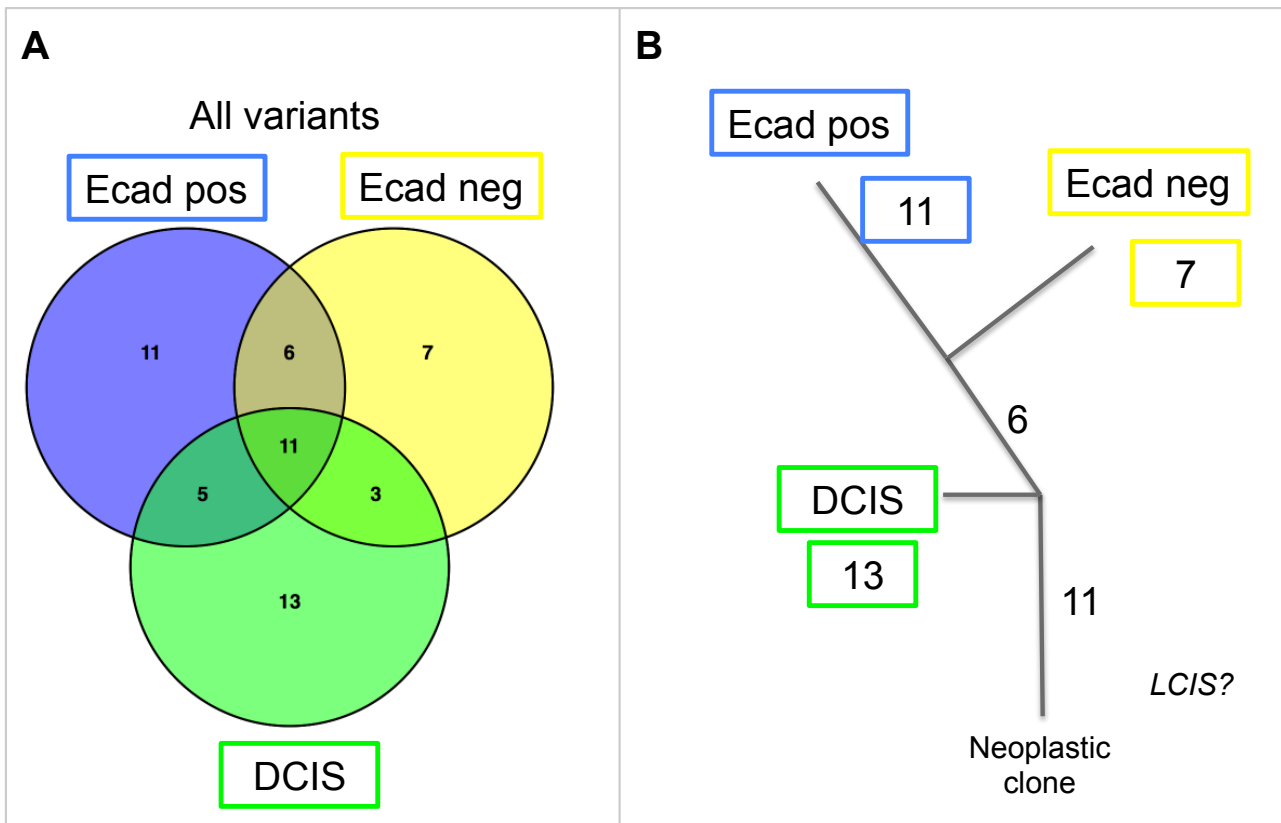 A
All variants
Ecad pos
Ecad neg
11
6
7
11
5
3
13
DCIS
B
Ecad pos
11
Ecad neg
7
6
DCIS
13
11
LCIS?
Neoplastic
clone